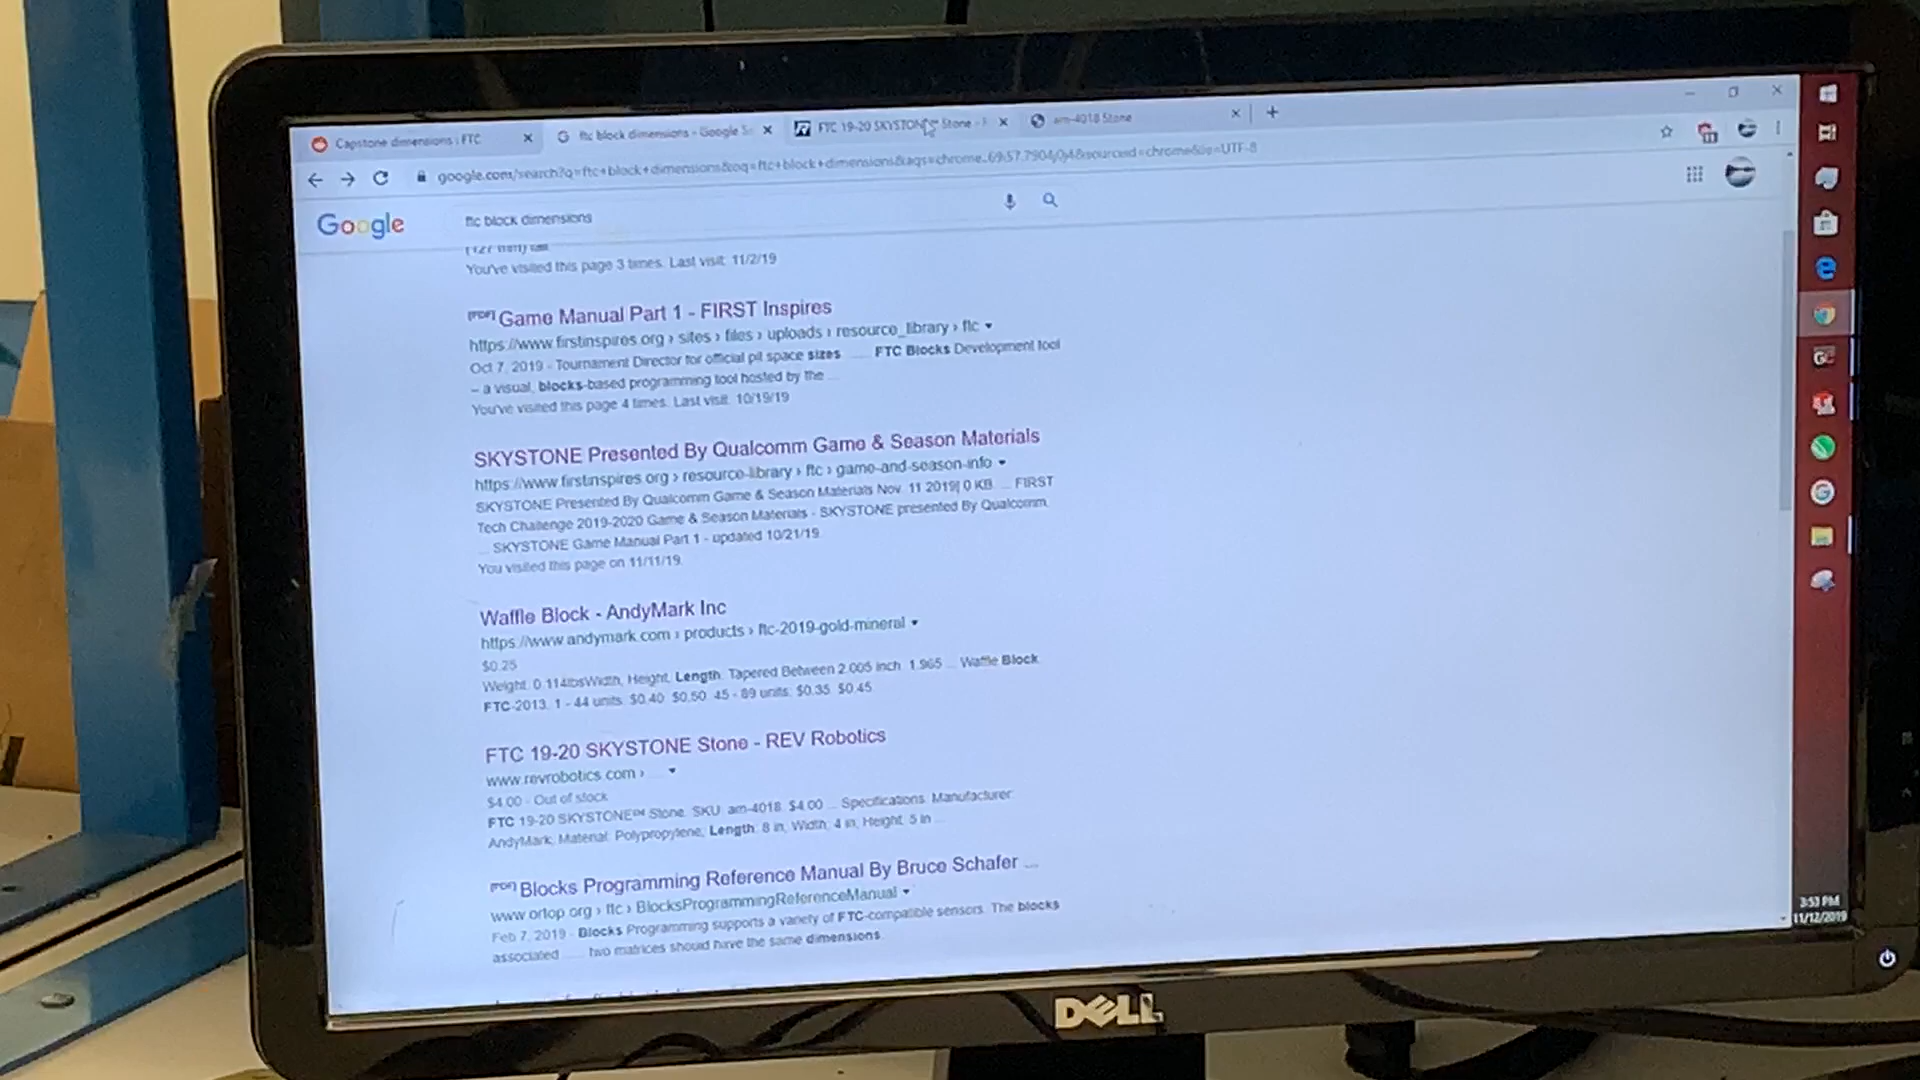 Capstone dimensions : FTC
ftc block dimensions - Google Se
FTC 19-20 SKYSTONE Stone - F
am-4018 Stone
google.com/search?q=ftc+block+dimensions&oq=ftc+block+dimensions&aqs=chrome..69i57.7904j0j4&sourceid=chrome&ie=UTF-8
Google
ftc block dimensions
You've visited this page 3 times. Last visit: 11/2/19
[PDF] Game Manual Part 1 - FIRST Inspires
https://www.firstinspires.org › sites › files › uploads › resource_library › ftc
Oct 7, 2019 - Tournament Director for official pit space sizes ... FTC Blocks Development tool
– a visual, blocks-based programming tool hosted by the ...
You've visited this page 4 times. Last visit: 10/19/19
SKYSTONE Presented By Qualcomm Game & Season Materials
https://www.firstinspires.org › resource-library › ftc › game-and-season-info
SKYSTONE Presented By Qualcomm Game & Season Materials Nov. 11 2019| 0 KB ... FIRST
Tech Challenge 2019-2020 Game & Season Materials - SKYSTONE presented By Qualcomm.
... SKYSTONE Game Manual Part 1 - updated 10/21/19.
You visited this page on 11/11/19.
Waffle Block - AndyMark Inc
https://www.andymark.com › products › ftc-2019-gold-mineral
$0.25
Weight: 0.114lbsWidth, Height, Length: Tapered Between 2.005 inch 1.965 ... Waffle Block
FTC-2013. 1 - 44 units. $0.40. $0.50. 45 - 89 units. $0.35. $0.45.
FTC 19-20 SKYSTONE Stone - REV Robotics
www.revrobotics.com ›
$4.00 - Out of stock
FTC 19-20 SKYSTONE℠ Stone. SKU: am-4018. $4.00 ... Specifications. Manufacturer:
AndyMark; Material: Polypropylene; Length: 8 in; Width: 4 in; Height: 5 in ...
[PDF] Blocks Programming Reference Manual By Bruce Schafer ...
www.ortop.org › ftc › BlocksProgrammingReferenceManual
Feb 7, 2019 - Blocks Programming supports a variety of FTC-compatible sensors. The blocks
associated ...... two matrices should have the same dimensions.
3:53 PM
11/12/2019
DELL